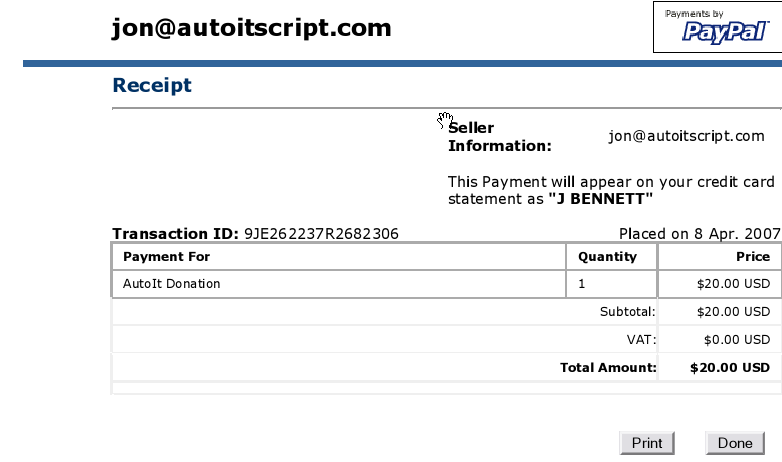 jon@autoitscript.com
Payments by
PayPal
Receipt
Seller
Information:
jon@autoitscript.com
This Payment will appear on your credit card
statement as "J BENNETT"
Transaction ID: 9JE262237R2682306 Placed on 8 Apr. 2007
Payment For Quantity Price
AutoIt Donation 1 $20.00 USD
Subtotal: $20.00 USD
VAT: $0.00 USD
Total Amount: $20.00 USD
Print Done